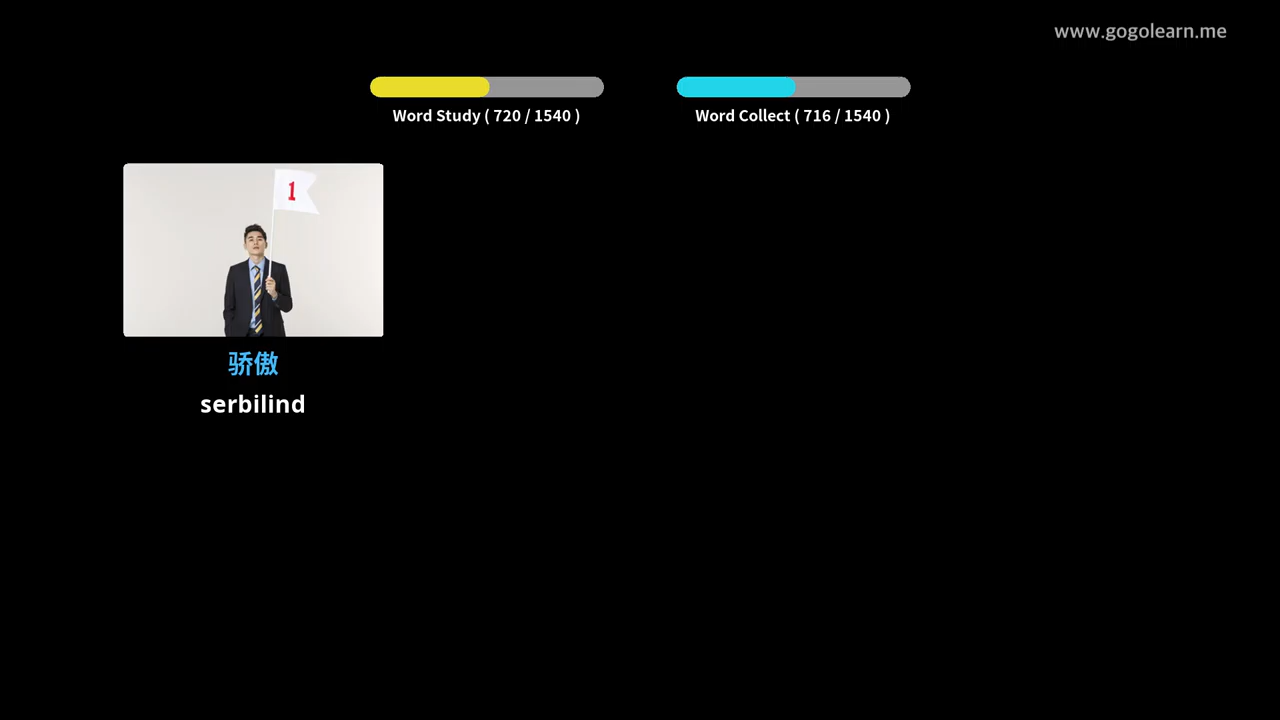 www.gogolearn.me
Word Study ( 720 / 1540 )
Word Collect ( 716 / 1540 )
1
骄傲
serbilind